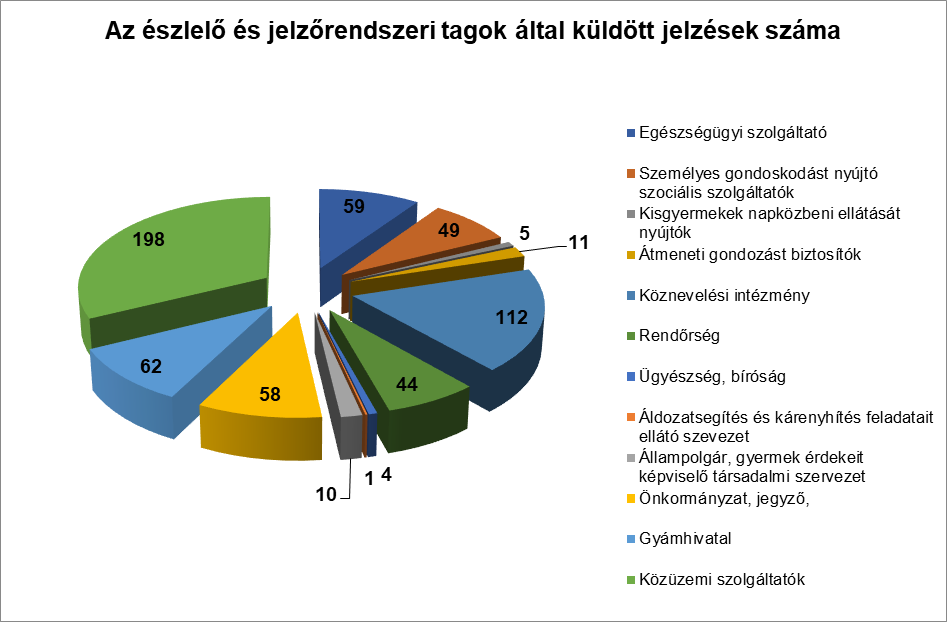 Az észlelő és jelzőrendszeri tagok által küldött jelzések száma
59
49
5
11
112
44
4
1
10
58
62
198
Egészségügyi szolgáltató
Személyes gondoskodást nyújtó
szociális szolgáltatók
Kisgyermekek napközbeni ellátását
nyújtók
Átmeneti gondozást biztosítók
Köznevelési intézmény
Rendőrség
Ügyészség, bíróság
Áldozatsegítés és kárenyhítés feladatait
ellátó szevezet
Állampolgár, gyermek érdekeit
képviselő társadalmi szervezet
Önkormányzat, jegyző,
Gyámhivatal
Közüzemi szolgáltatók